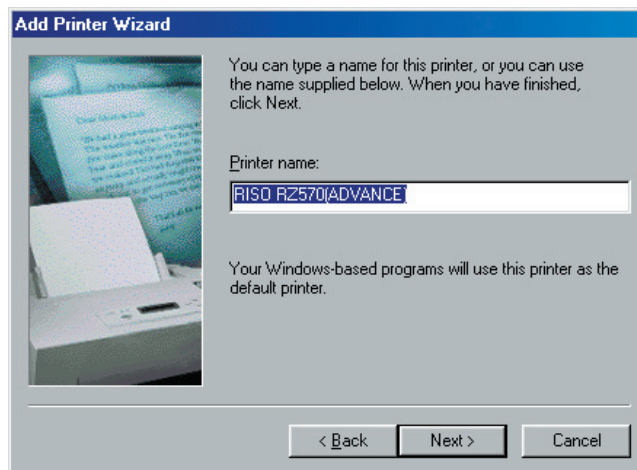 Add Printer Wizard
You can type a name for this printer, or you can use
the name supplied below. When you have finished,
click Next.
Printer name:
RISO RZ570(ADVANCE)
Your Windows-based programs will use this printer as the
default printer.
< Back
Next >
Cancel